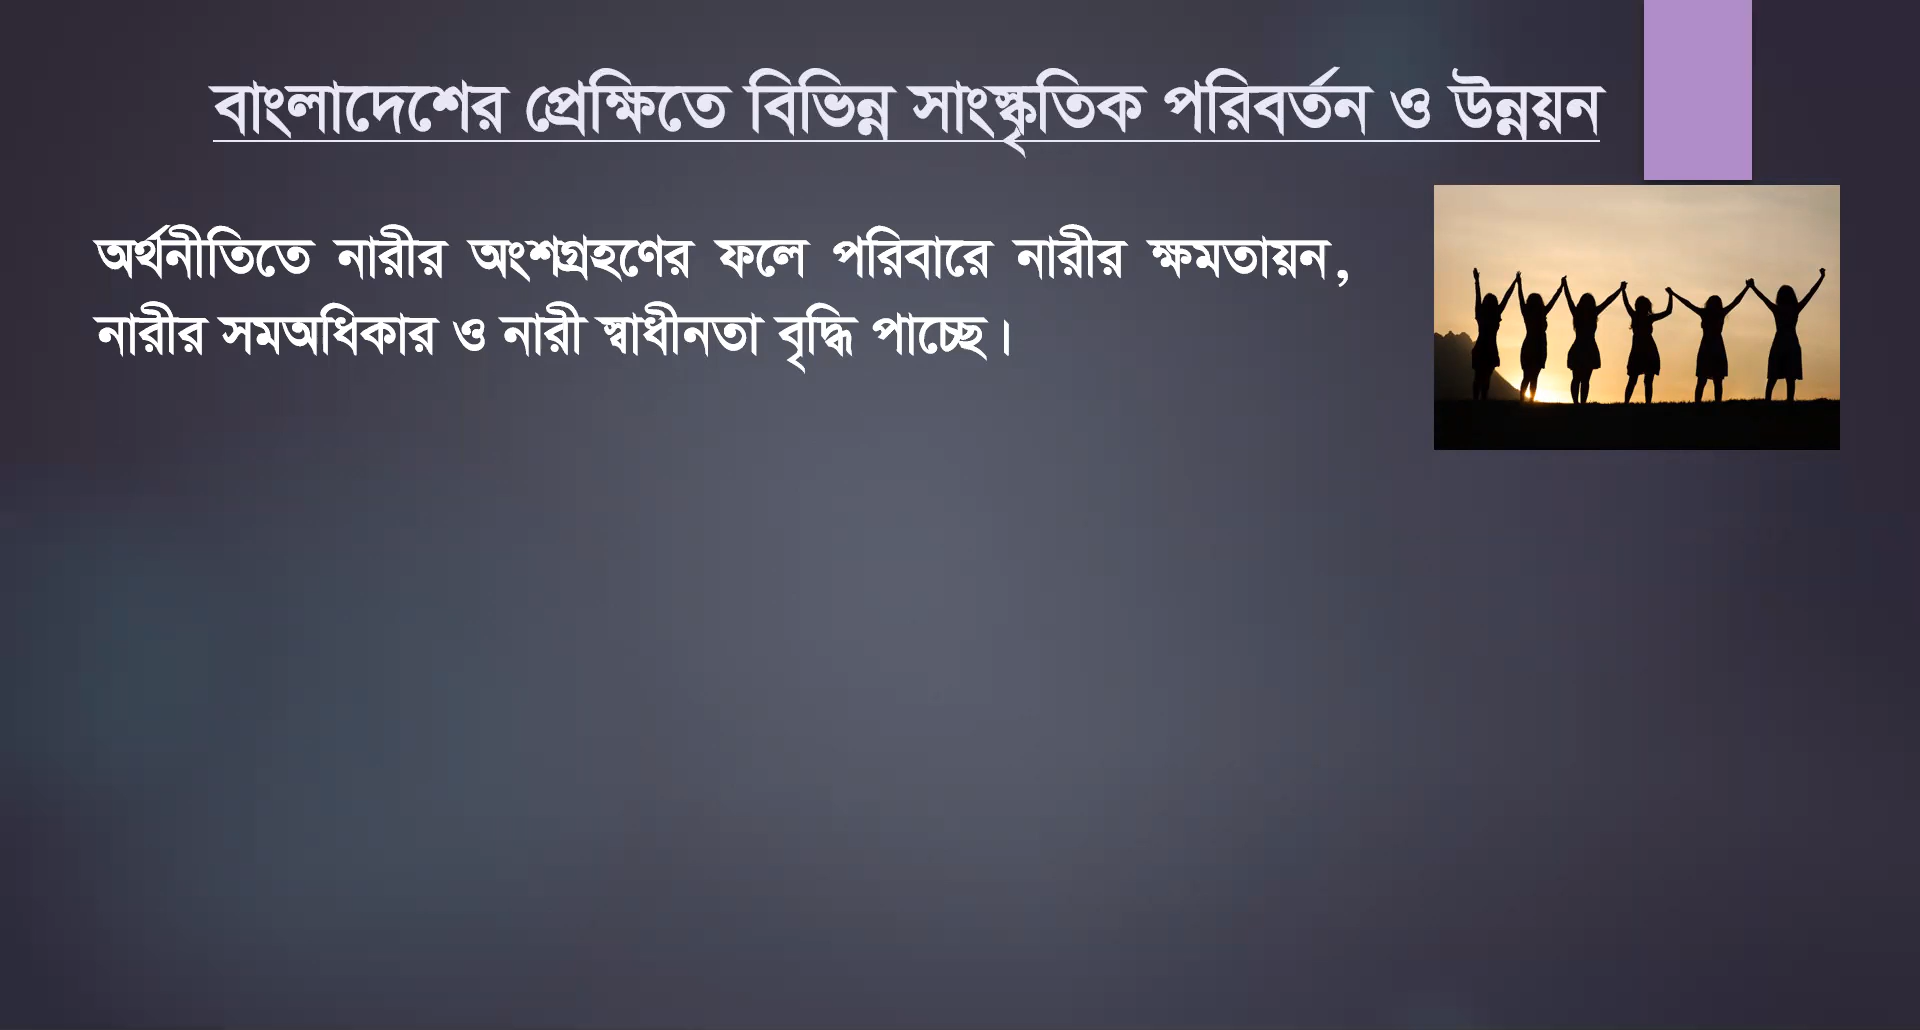 বাংলাদেশের প্রেক্ষিতে বিভিন্ন সাংস্কৃতিক পরিবর্তন ও উন্নয়ন
অর্থনীতিতে নারীর অংশগ্রহণের ফলে পরিবারে নারীর ক্ষমতায়ন,
নারীর সমঅধিকার ও নারী স্বাধীনতা বৃদ্ধি পাচ্ছে।